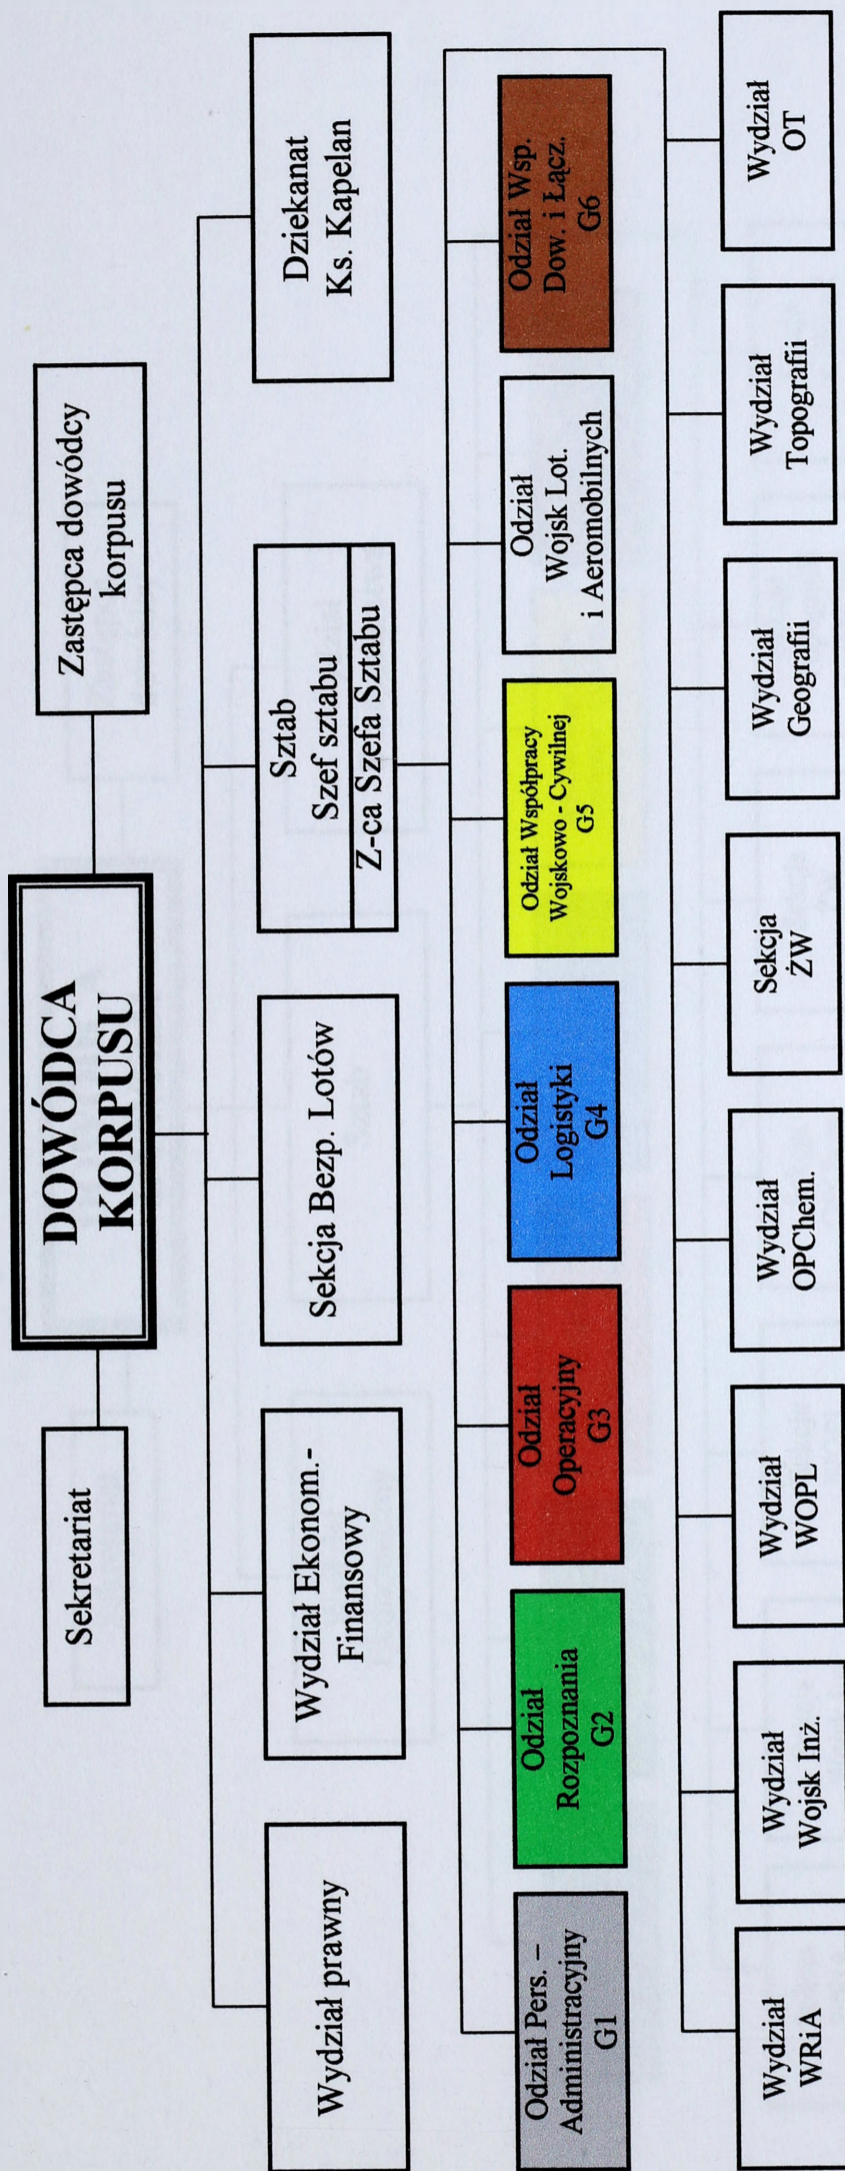 DOWÓDCA
KORPUSU
Sekretariat
Zastępca dowódcy
korpusu
Wydział prawny
Wydział Ekonom.-
Finansowy
Sekcja Bezp. Lotów
Sztab
Szef sztabu
Z-ca Szefa Sztabu
Dziekanat
Ks. Kapelan
Odział Pers. –
Administracyjny
G1
Odział
Rozpoznania
G2
Odział
Operacyjny
G3
Odział
Logistyki
G4
Odział Współpracy
Wojskowo - Cywilnej
G5
Odział
Wojsk Lot.
i Aeromobilnych
Odział Wsp.
Dow. i Łącz.
G6
Wydział
WRiA
Wydział
Wojsk Inż.
Wydział
WOPL
Wydział
OPChem.
Sekcja
ŻW
Wydział
Geografii
Wydział
Topografii
Wydział
OT